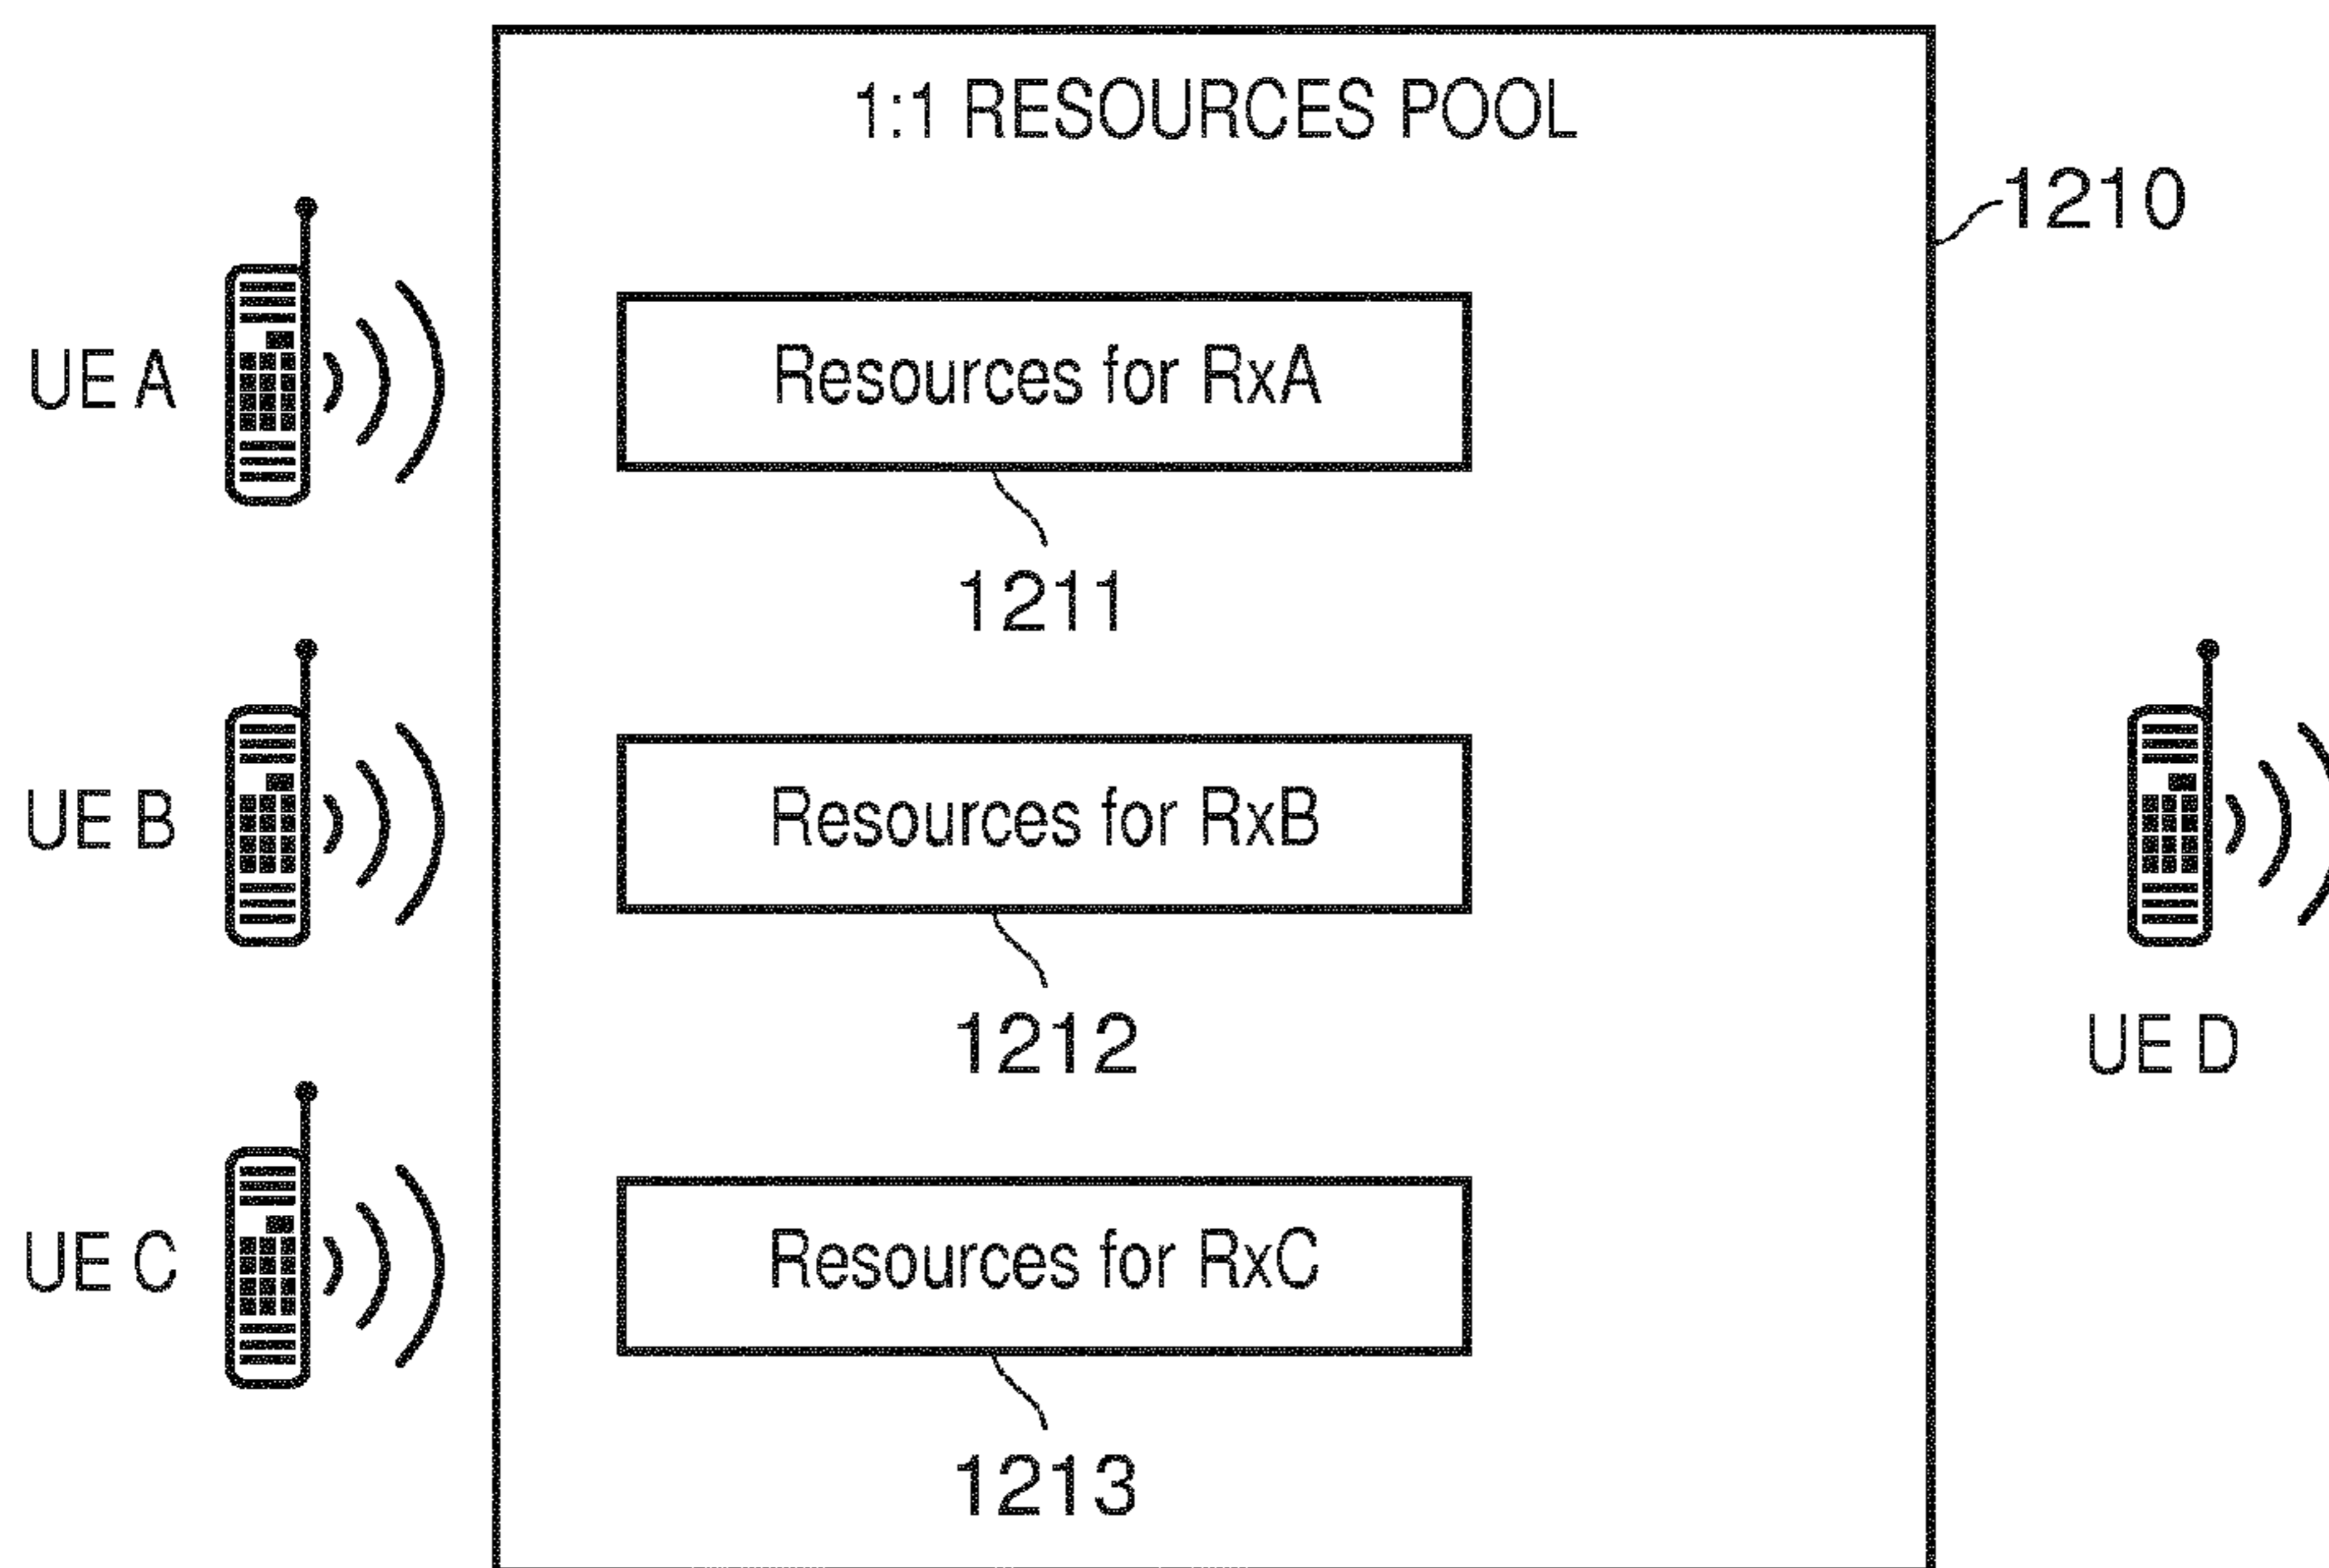 1:1 RESOURCES POOL
1210
UE A
Resources for RxA
1211
UE B
Resources for RxB
1212
UE D
UE C
Resources for RxC
1213